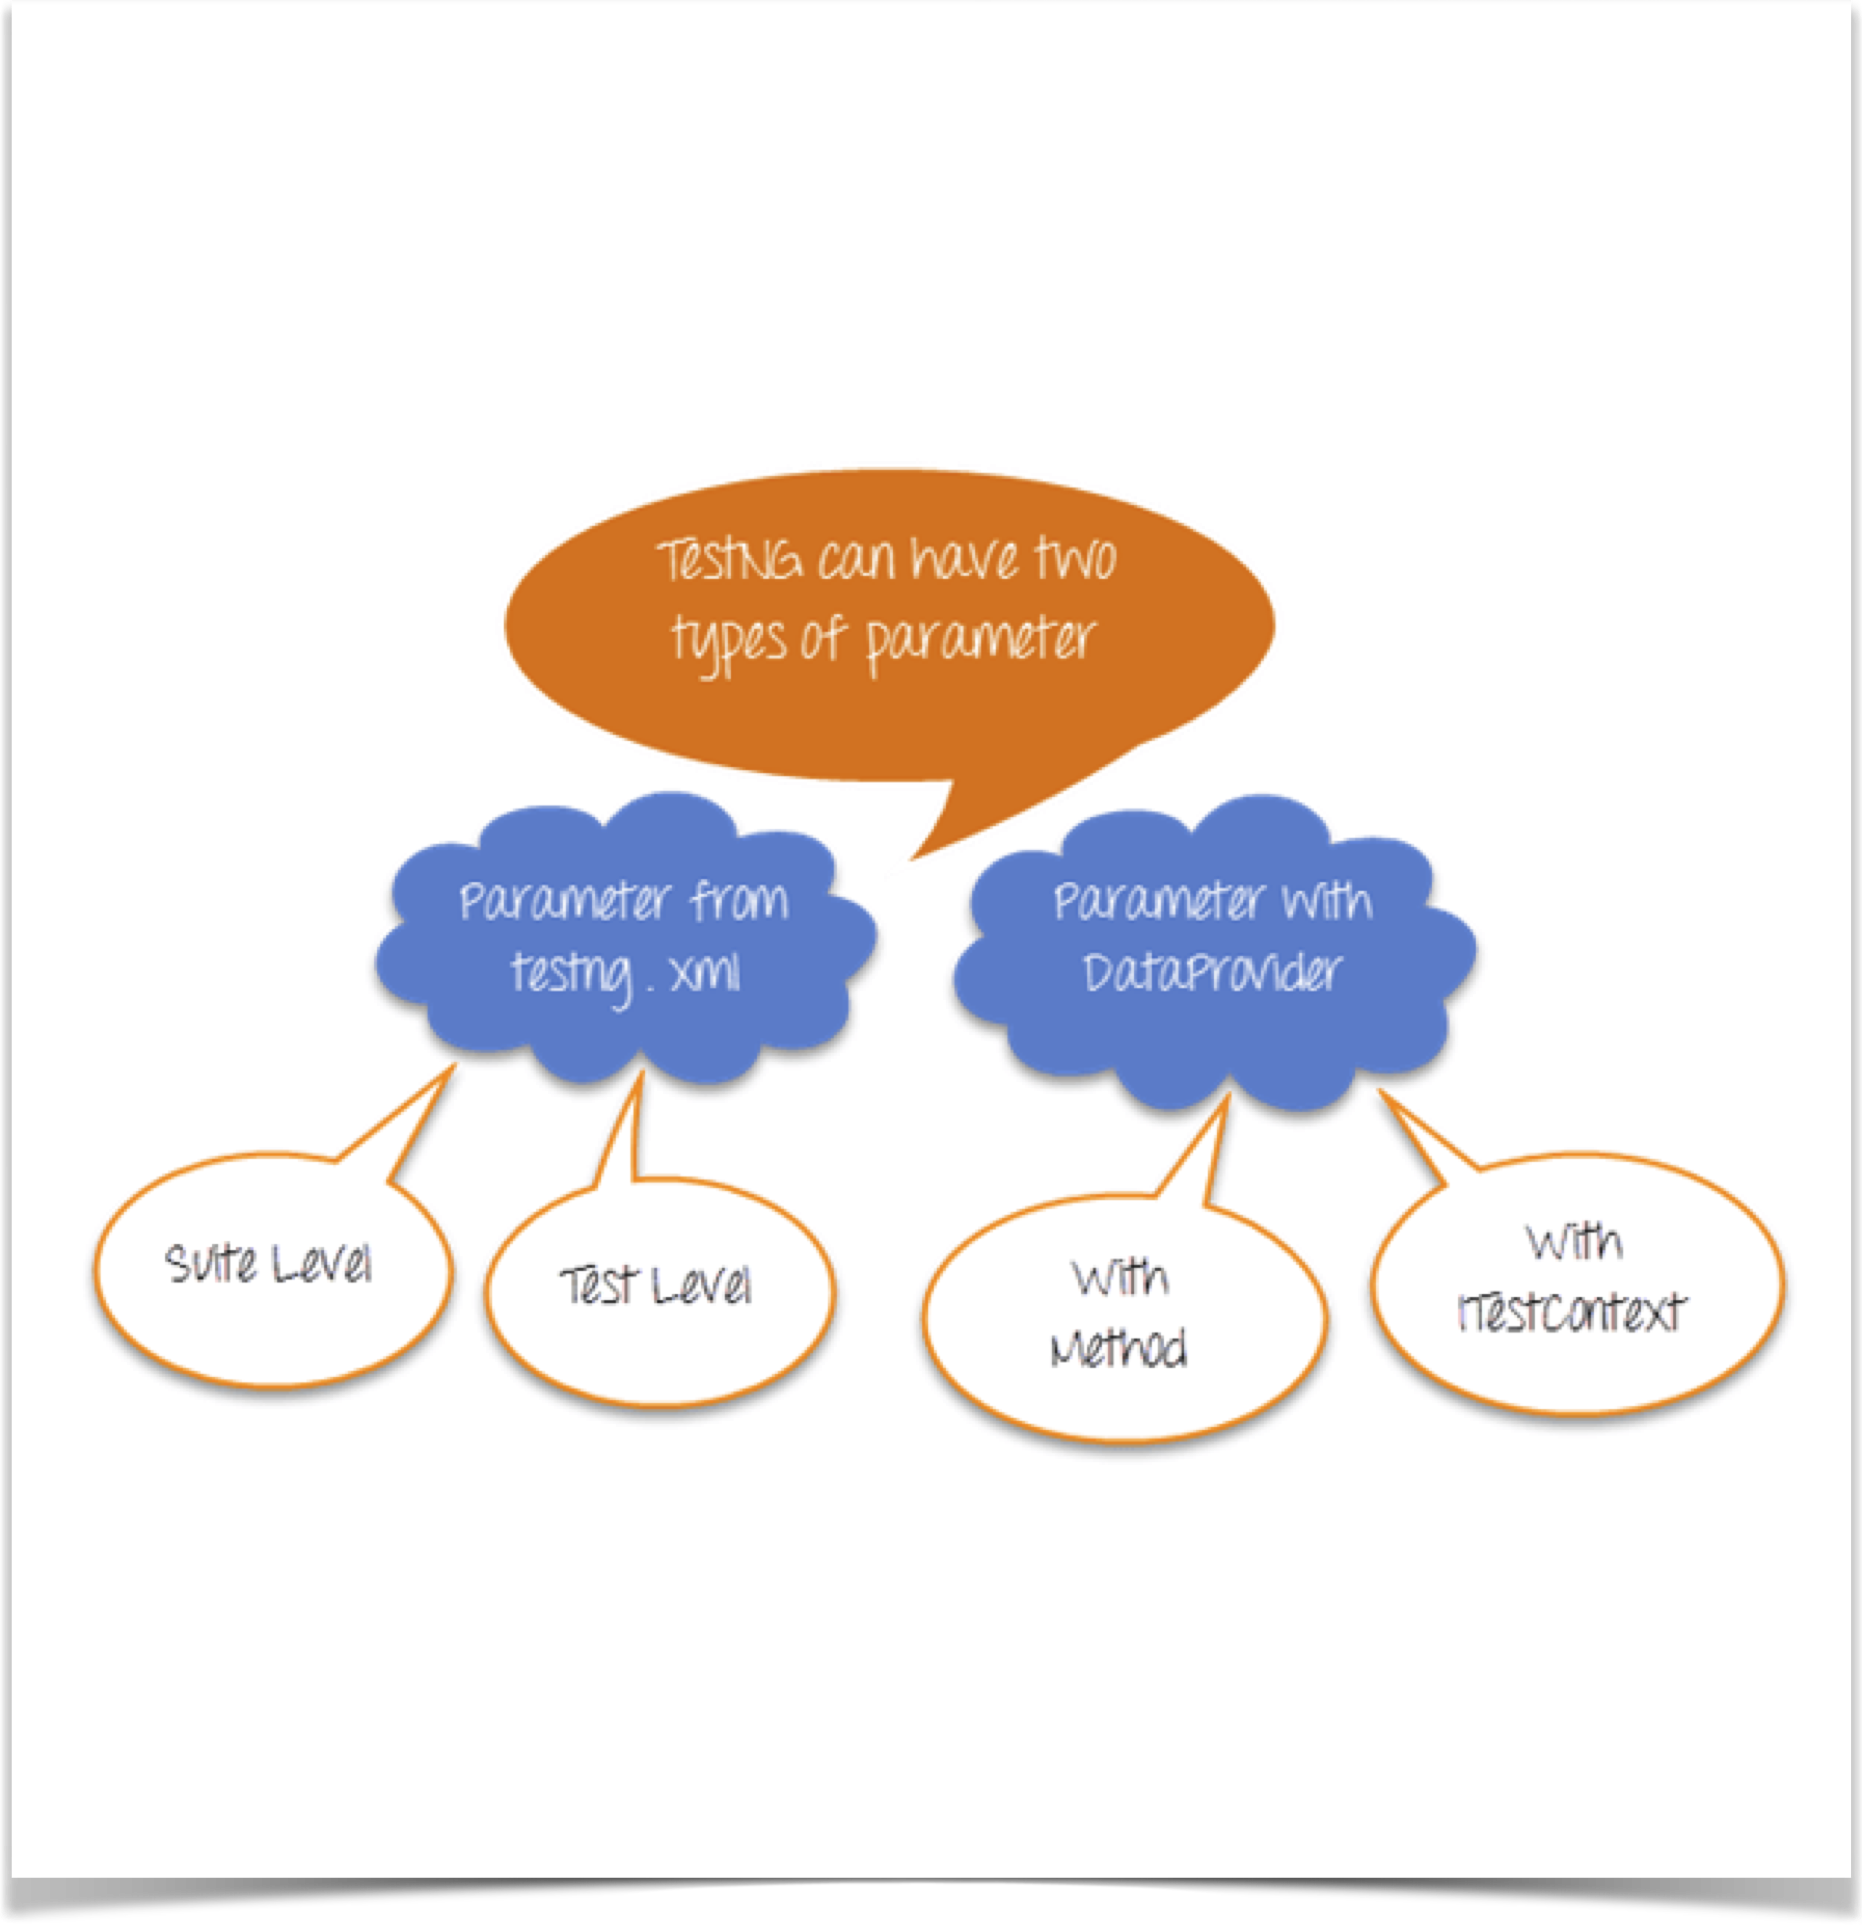 TestNG can have two
types of parameter
Parameter from
testng . xml
Parameter with
DataProvider
Suite Level
Test Level
With
Method
With
ITestContext